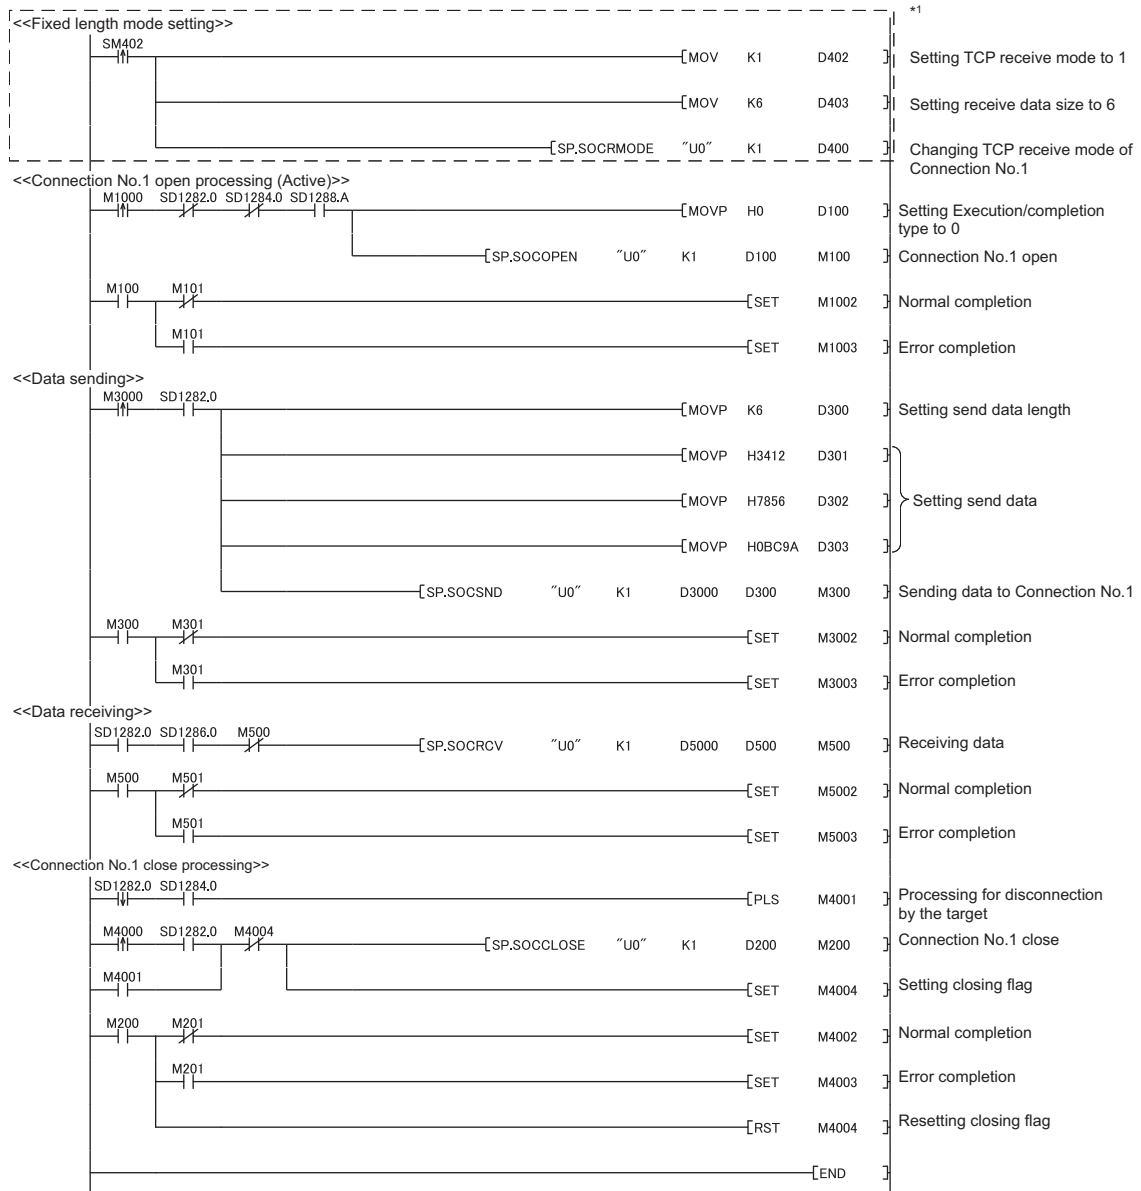 <<Fixed length mode setting>> *1
SM402
[MOV K1 D402] Setting TCP receive mode to 1
[MOV K6 D403] Setting receive data size to 6
[SP.SOCRMODE "U0" K1 D400] Changing TCP receive mode of
Connection No.1
<<Connection No.1 open processing (Active)>>
M1000 SD1282.0 SD1284.0 SD1288.A
[MOVP H0 D100] Setting Execution/completion
type to 0
[SP.SOCOPEN "U0" K1 D100 M100] Connection No.1 open
M100 M101
[SET M1002] Normal completion
M101
[SET M1003] Error completion
<<Data sending>>
M3000 SD1282.0
[MOVP K6 D300] Setting send data length
[MOVP H3412 D301]
[MOVP H7856 D302] Setting send data
[MOVP H0BC9A D303]
[SP.SOCSND "U0" K1 D3000 D300 M300] Sending data to Connection No.1
M300 M301
[SET M3002] Normal completion
M301
[SET M3003] Error completion
<<Data receiving>>
SD1282.0 SD1286.0 M500
[SP.SOCRCV "U0" K1 D5000 D500 M500] Receiving data
M500 M501
[SET M5002] Normal completion
M501
[SET M5003] Error completion
<<Connection No.1 close processing>>
SD1282.0 SD1284.0
[PLS M4001] Processing for disconnection
by the target
M4000 SD1282.0 M4004
[SP.SOCCLOSE "U0" K1 D200 M200] Connection No.1 close
M4001
[SET M4004] Setting closing flag
M200 M201
[SET M4002] Normal completion
M201
[SET M4003] Error completion
[RST M4004] Resetting closing flag
[END]